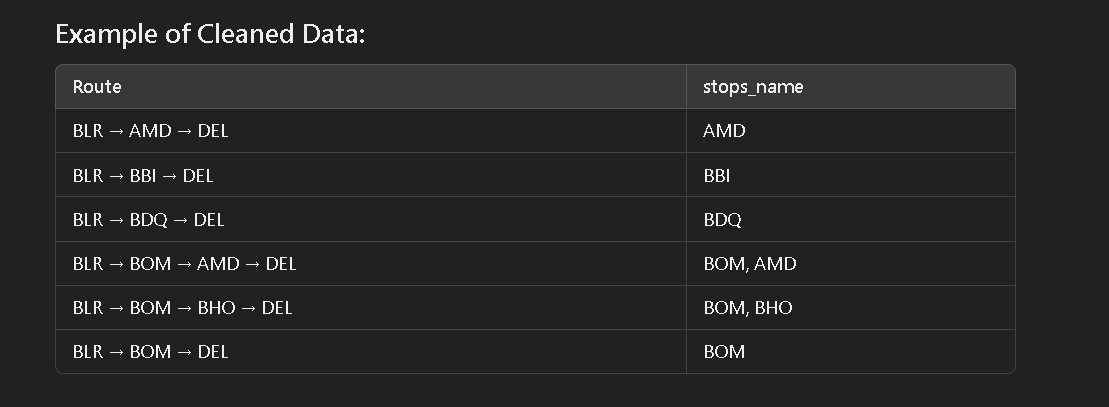 Example of Cleaned Data:
Route stops_name
BLR → AMD → DEL AMD
BLR → BBI → DEL BBI
BLR → BDQ → DEL BDQ
BLR → BOM → AMD → DEL BOM, AMD
BLR → BOM → BHO → DEL BOM, BHO
BLR → BOM → DEL BOM